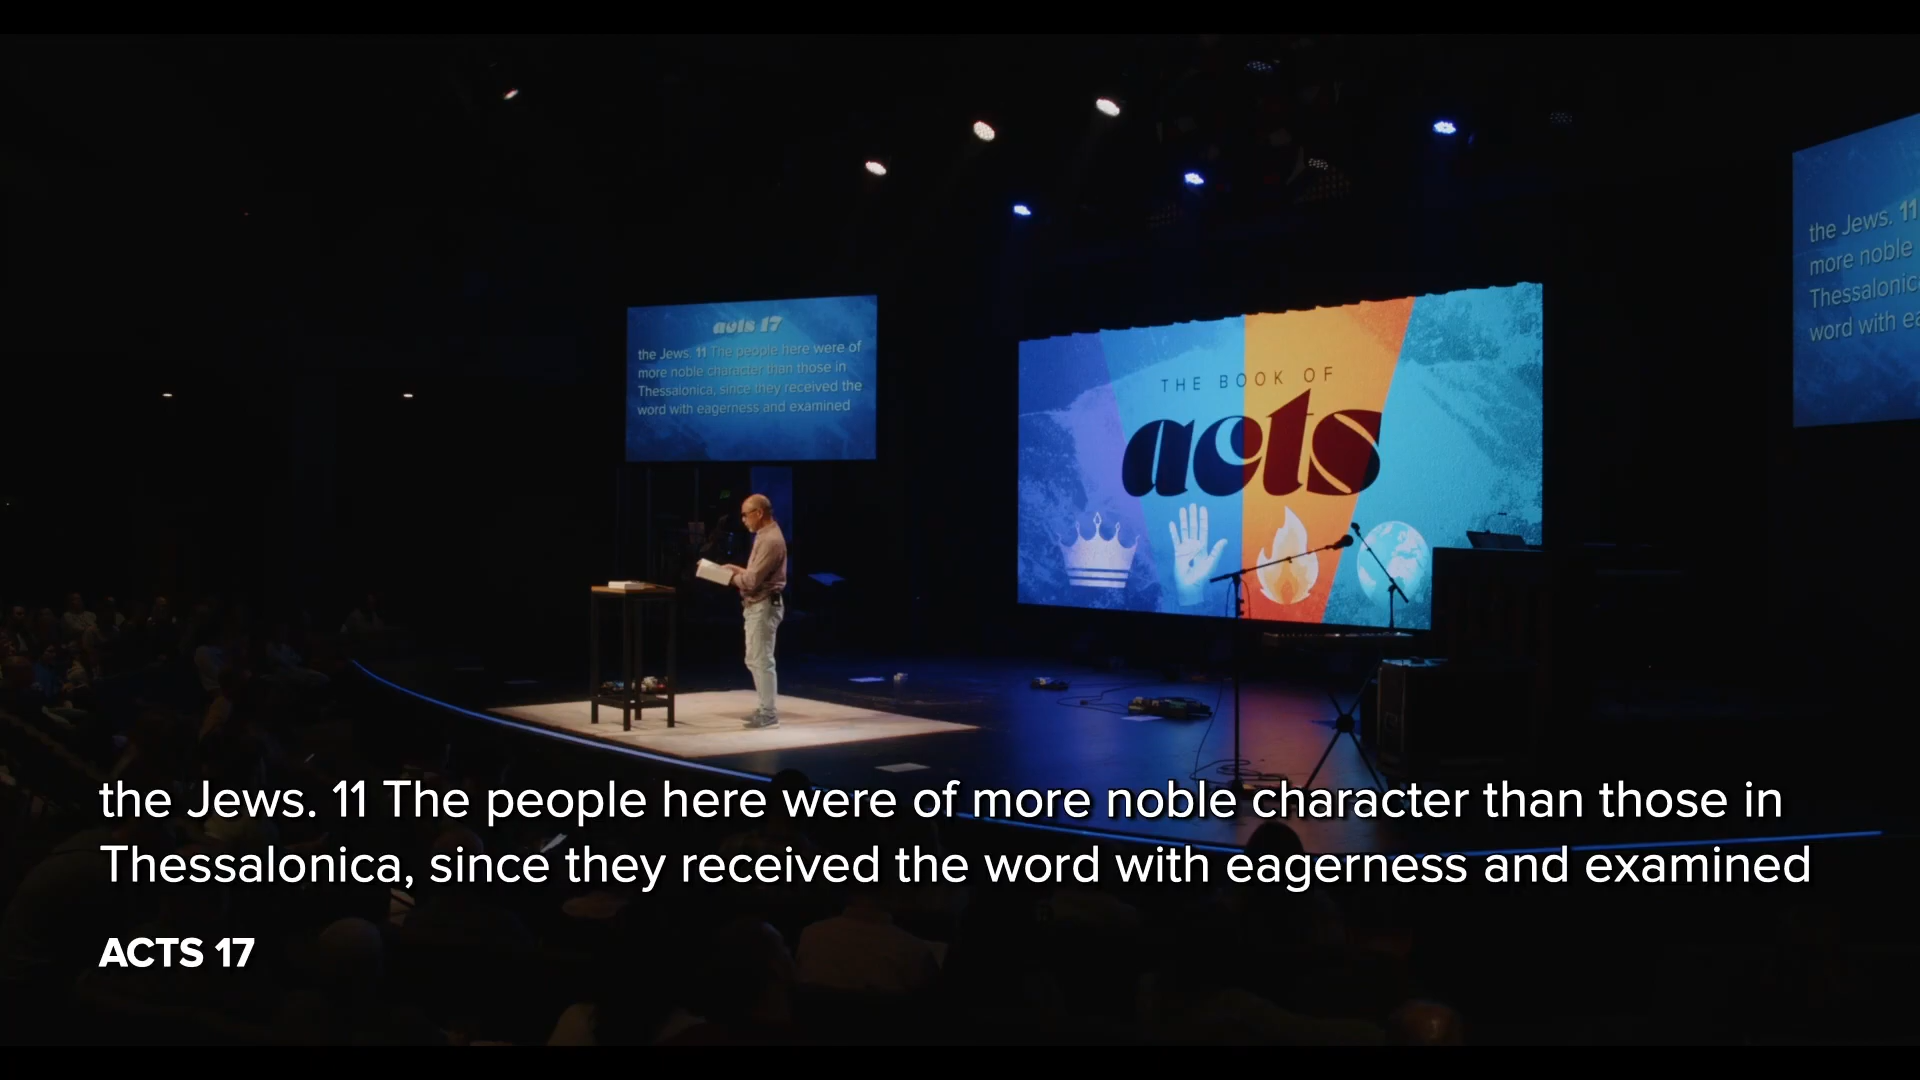 acts 17
the Jews. 11 The people here were of
more noble character than those in
Thessalonica, since they received the
word with eagerness and examined
THE BOOK OF
acts
the Jews. 11
more noble
Thessalonic
word with ea
the Jews. 11 The people here were of more noble character than those in
Thessalonica, since they received the word with eagerness and examined
ACTS 17